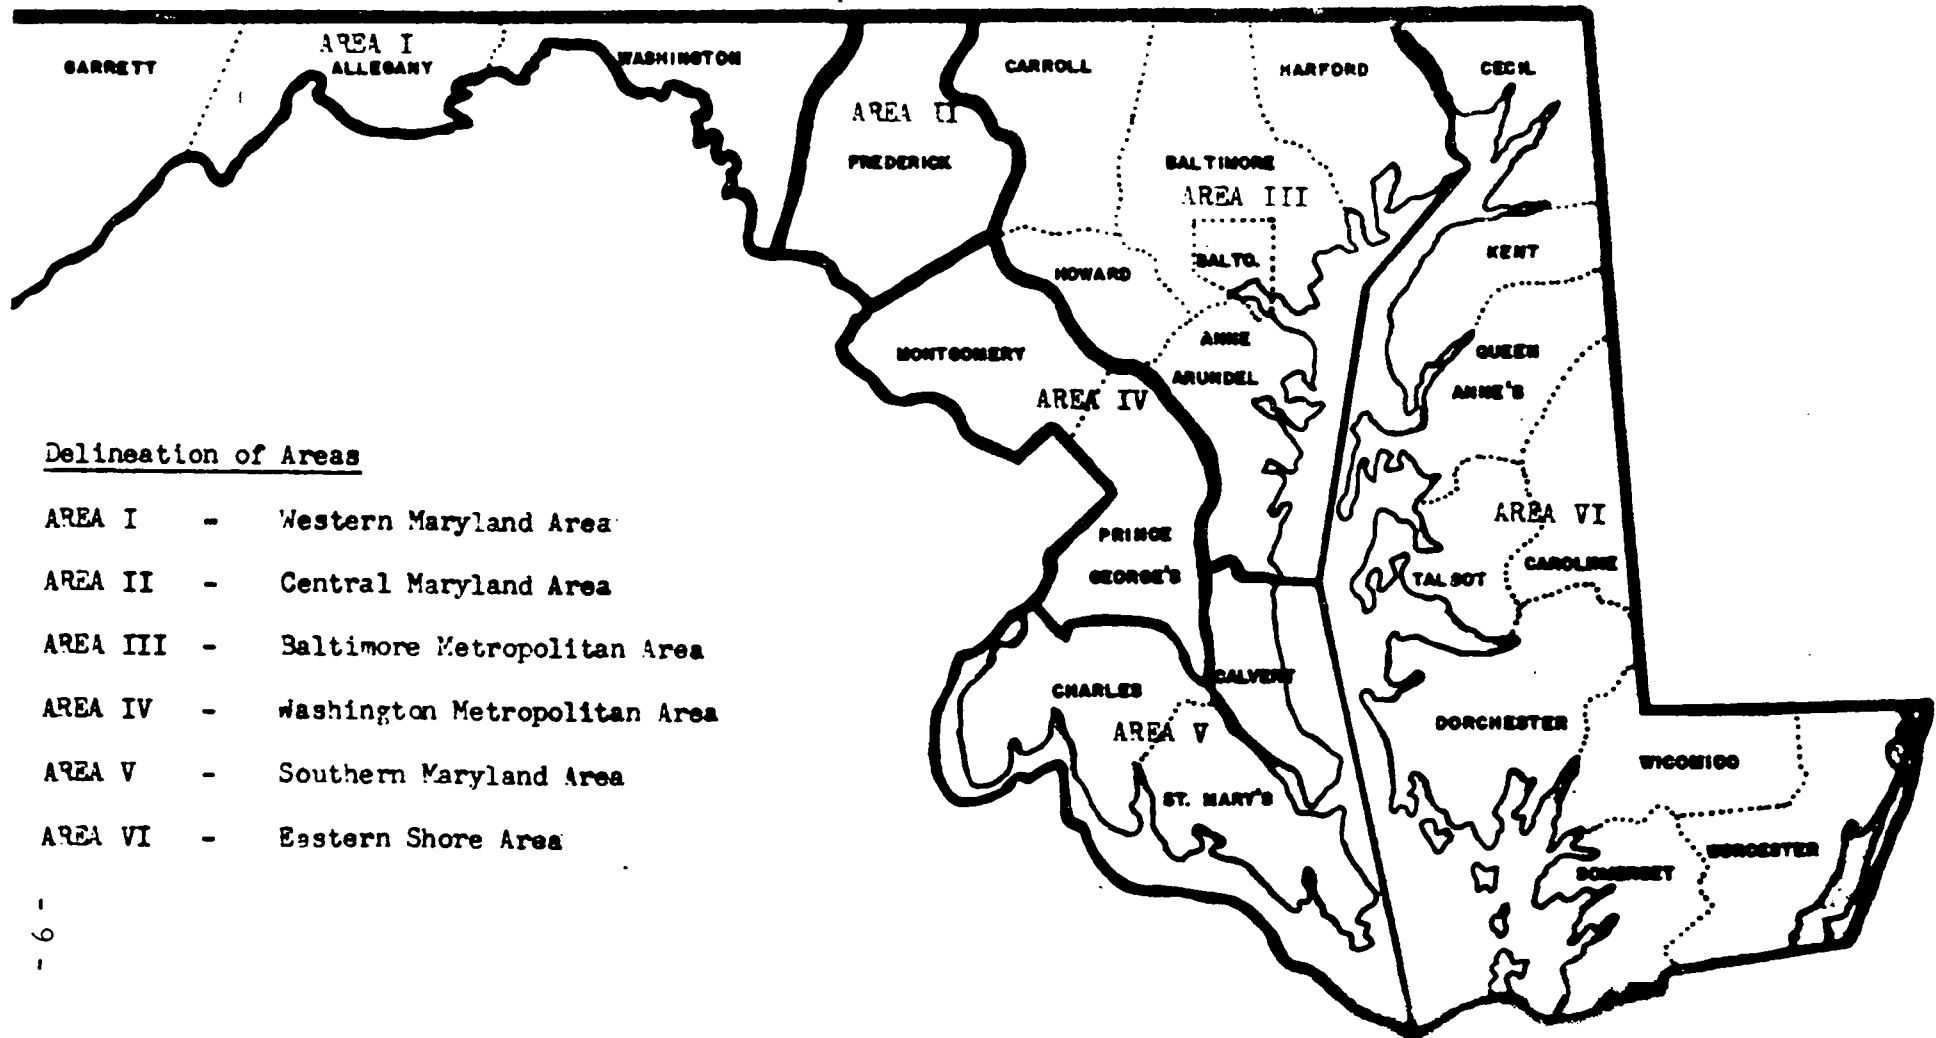 AREA I
GARRETT
ALLEGANY
WASHINGTON
CARROLL
HARFORD
CECIL
AREA II
FREDERICK
BALTIMORE
AREA III
BALTO.
KENT
HOWARD
ANNE
ARUNDEL
QUEEN
ANNE'S
MONTGOMERY
AREA IV
PRINCE
GEORGE'S
AREA VI
TALBOT
CAROLINE
CHARLES
CALVERT
AREA V
ST. MARY'S
DORCHESTER
WICOMICO
WORCESTER
SOMERSET
Delineation of Areas
AREA I - Western Maryland Area
AREA II - Central Maryland Area
AREA III - Baltimore Metropolitan Area
AREA IV - Washington Metropolitan Area
AREA V - Southern Maryland Area
AREA VI - Eastern Shore Area
- 6 -